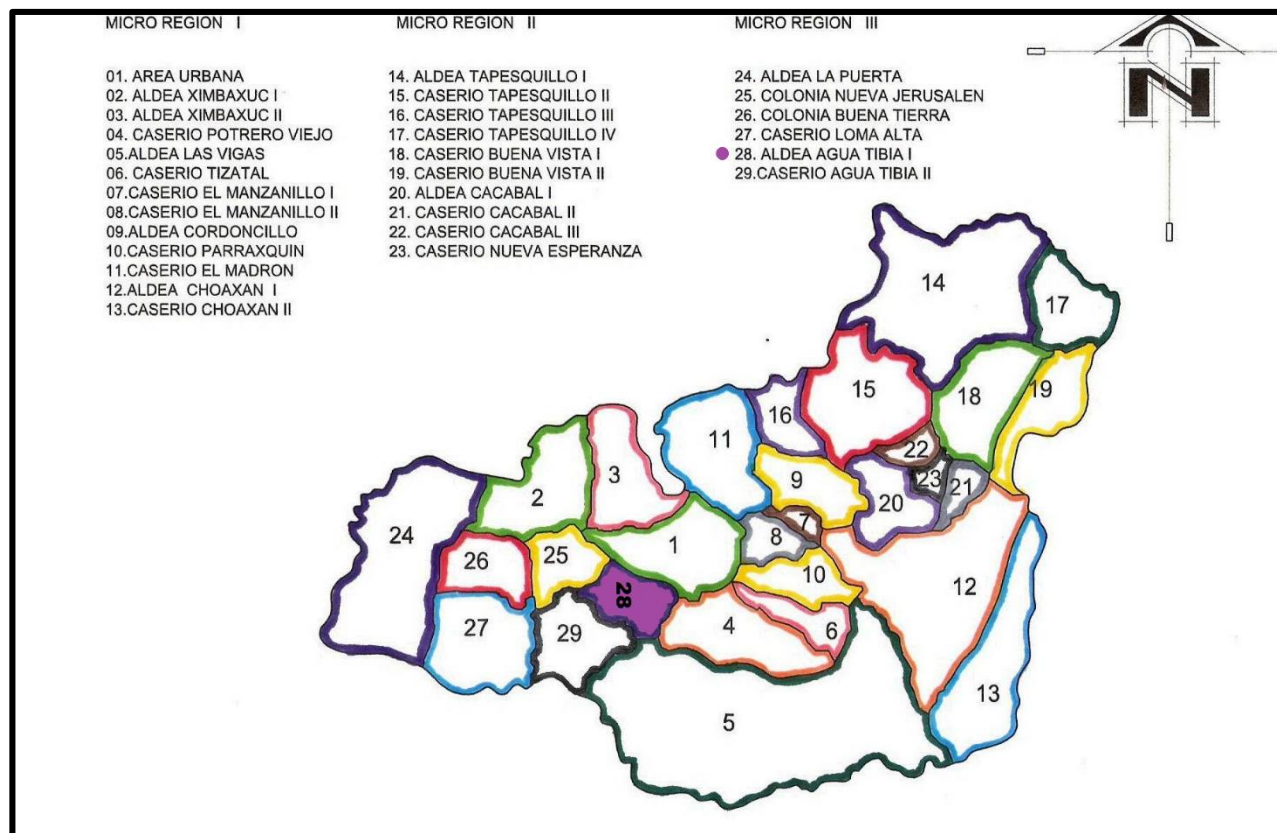 MICRO REGION I
01. AREA URBANA
02. ALDEA XIMBAXUC I
03. ALDEA XIMBAXUC II
04. CASERIO POTRERO VIEJO
05.ALDEA LAS VIGAS
06. CASERIO TIZATAL
07.CASERIO EL MANZANILLO I
08.CASERIO EL MANZANILLO II
09.ALDEA CORDONCILLO
10.CASERIO PARRAXQUIN
11.CASERIO EL MADRON
12.ALDEA CHOAXAN I
13.CASERIO CHOAXAN II
MICRO REGION II
14. ALDEA TAPESQUILLO I
15. CASERIO TAPESQUILLO II
16. CASERIO TAPESQUILLO III
17. CASERIO TAPESQUILLO IV
18. CASERIO BUENA VISTA I
19. CASERIO BUENA VISTA II
20. ALDEA CACABAL I
21. CASERIO CACABAL II
22. CASERIO CACABAL III
23. CASERIO NUEVA ESPERANZA
MICRO REGION III
24. ALDEA LA PUERTA
25. COLONIA NUEVA JERUSALEN
26. COLONIA BUENA TIERRA
27. CASERIO LOMA ALTA
28. ALDEA AGUA TIBIA I
29.CASERIO AGUA TIBIA II
N
14
17
15
18
19
16
11
22
3
9
23
21
2
20
24
7
1
8
26
25
10
12
28
27
29
4
6
13
5